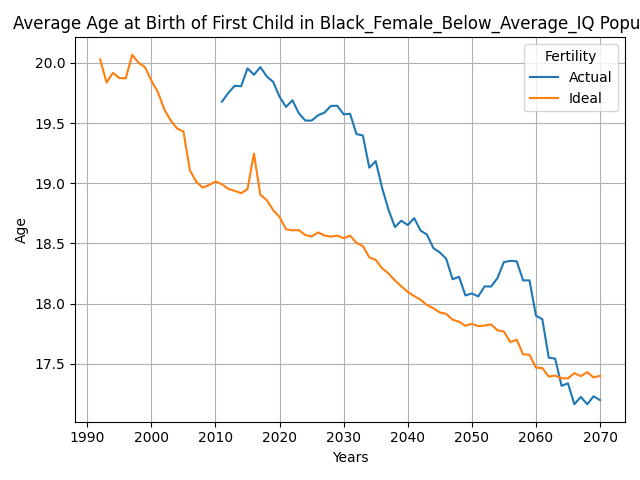 Average Age at Birth of First Child in Black_Female_Below_Average_IQ Popu
Fertility
Actual
Ideal
20.0
19.5
19.0
18.5
18.0
17.5
Age
1990 2000 2010 2020 2030 2040 2050 2060 2070
Years